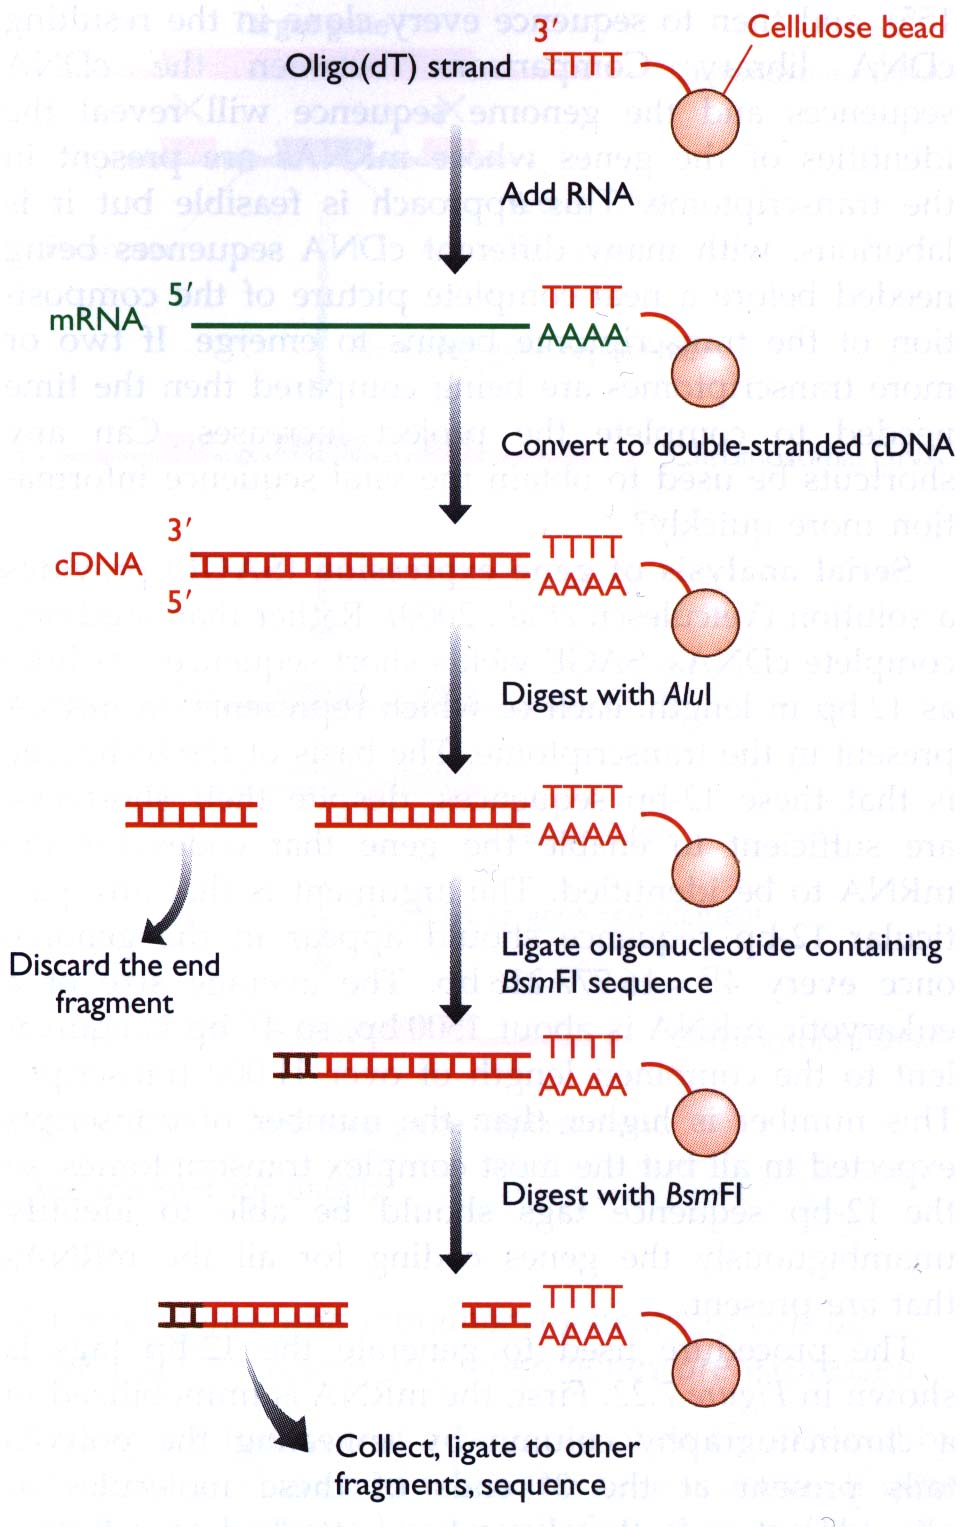 3′
Cellulose bead
Oligo(dT) strand
TTTT
Add RNA
5′
TTTT
mRNA
AAAA
Convert to double-stranded cDNA
3′
TTTT
cDNA
AAAA
5′
Digest with AluI
TTTT
AAAA
Discard the end
fragment
Ligate oligonucleotide containing
BsmFI sequence
TTTT
AAAA
Digest with BsmFI
TTTT
AAAA
Collect, ligate to other
fragments, sequence